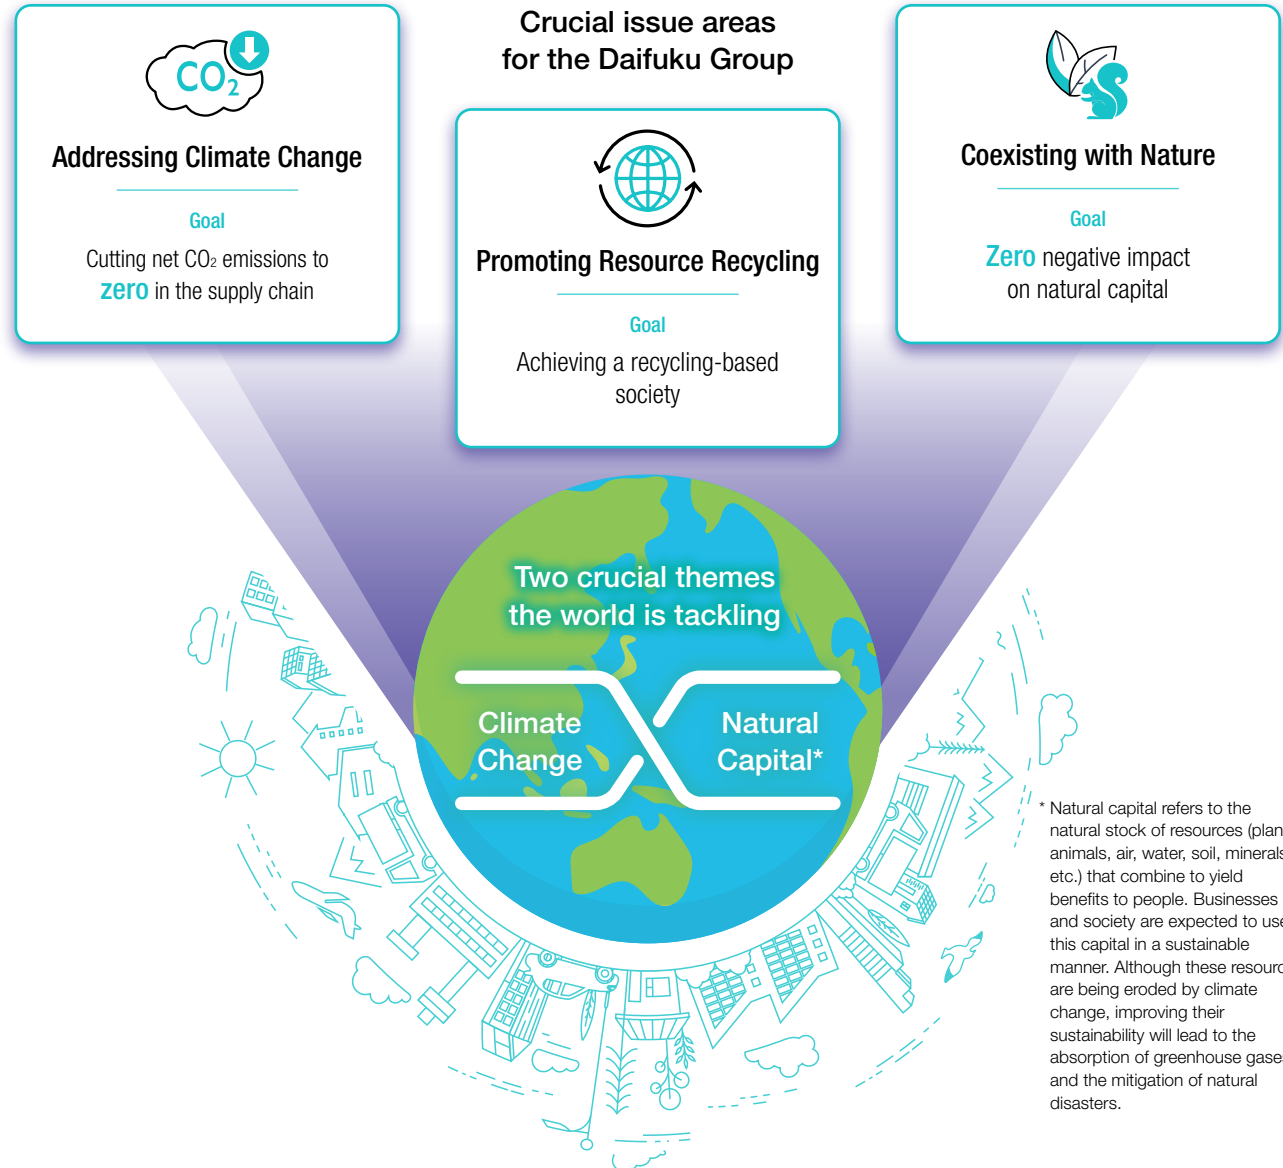 Crucial issue areas
for the Daifuku Group
CO2
Addressing Climate Change
Goal
Cutting net CO2 emissions to
zero in the supply chain
Promoting Resource Recycling
Goal
Achieving a recycling-based
society
Coexisting with Nature
Goal
Zero negative impact
on natural capital
Two crucial themes
the world is tackling
Climate
Change
Natural
Capital*
* Natural capital refers to the
natural stock of resources
animals, air, water, soil, minerals
etc.) that combine to yield
benefits to people. Businesses
and society are expected to use
this capital in a sustainable
manner. Although these
are being eroded by climate
change, improving their
sustainability will lead to the
absorption of greenhouse gases
and the mitigation of natural
disasters.